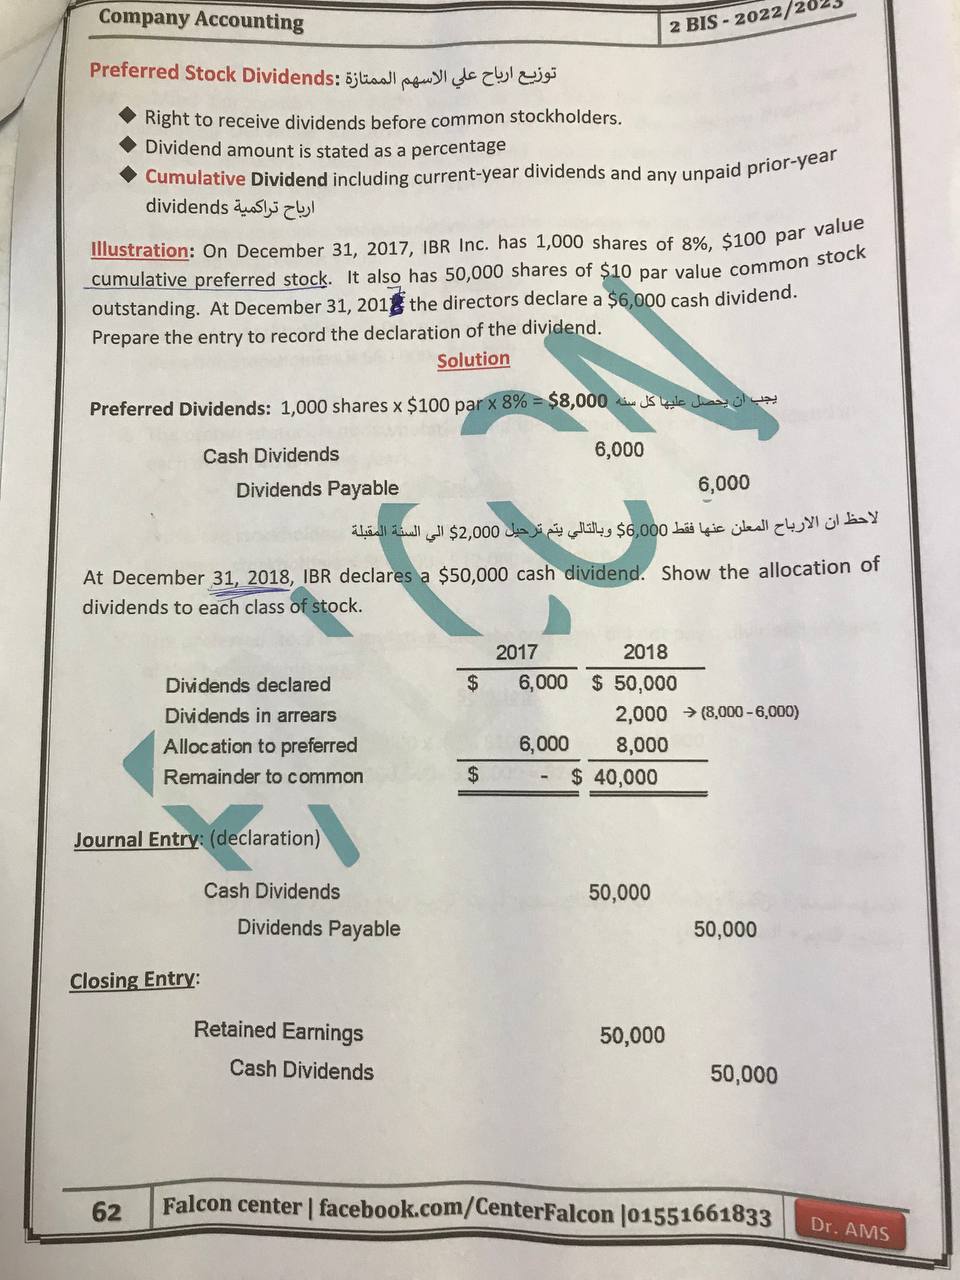 Company Accounting
2 BIS - 2022/2023
Preferred Stock Dividends: توزيع ارباح علي الاسهم الممتازة
◆ Right to receive dividends before common stockholders.
◆ Dividend amount is stated as a percentage
◆ Cumulative Dividend including current-year dividends and any unpaid prior-year
dividends ارباح تراكمية
Illustration: On December 31, 2017, IBR Inc. has 1,000 shares of 8%, $100 par value
cumulative preferred stock. It also has 50,000 shares of $10 par value common stock
outstanding. At December 31, 201 the directors declare a $6,000 cash dividend.
Prepare the entry to record the declaration of the dividend.
Solution
Preferred Dividends: 1,000 shares x $100 par x 8% = $8,000 يجب ان يحصل عليها كل سنه
Cash Dividends 6,000
Dividends Payable 6,000
لاحظ ان الارباح المعلن عنها فقط 6,000$ وبالتالي يتم ترحيل 2,000$ الي السنة المقبلة
At December 31, 2018, IBR declares a $50,000 cash dividend. Show the allocation of
dividends to each class of stock.
2017 2018
Dividends declared $ 6,000 $ 50,000
Dividends in arrears 2,000 → (8,000 - 6,000)
Allocation to preferred 6,000 8,000
Remainder to common $ - $ 40,000
Journal Entry: (declaration)
Cash Dividends 50,000
Dividends Payable 50,000
Closing Entry:
Retained Earnings 50,000
Cash Dividends 50,000
62
Falcon center | facebook.com/CenterFalcon |01551661833
Dr. AMS